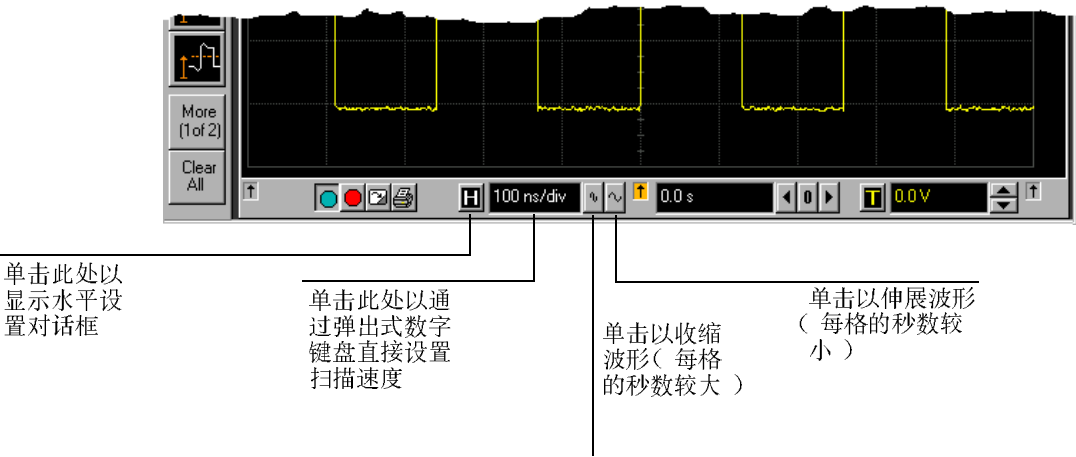 More
(1of 2)
Clear
All
H
100 ns/div
0.0 s
0
T
0.0 V
单击此处以
显示水平设
置对话框
单击此处以通
过弹出式数字
键盘直接设置
扫描速度
单击以收缩
波形( 每格
的秒数较大 )
单击以伸展波形
( 每格的秒数较
小 )